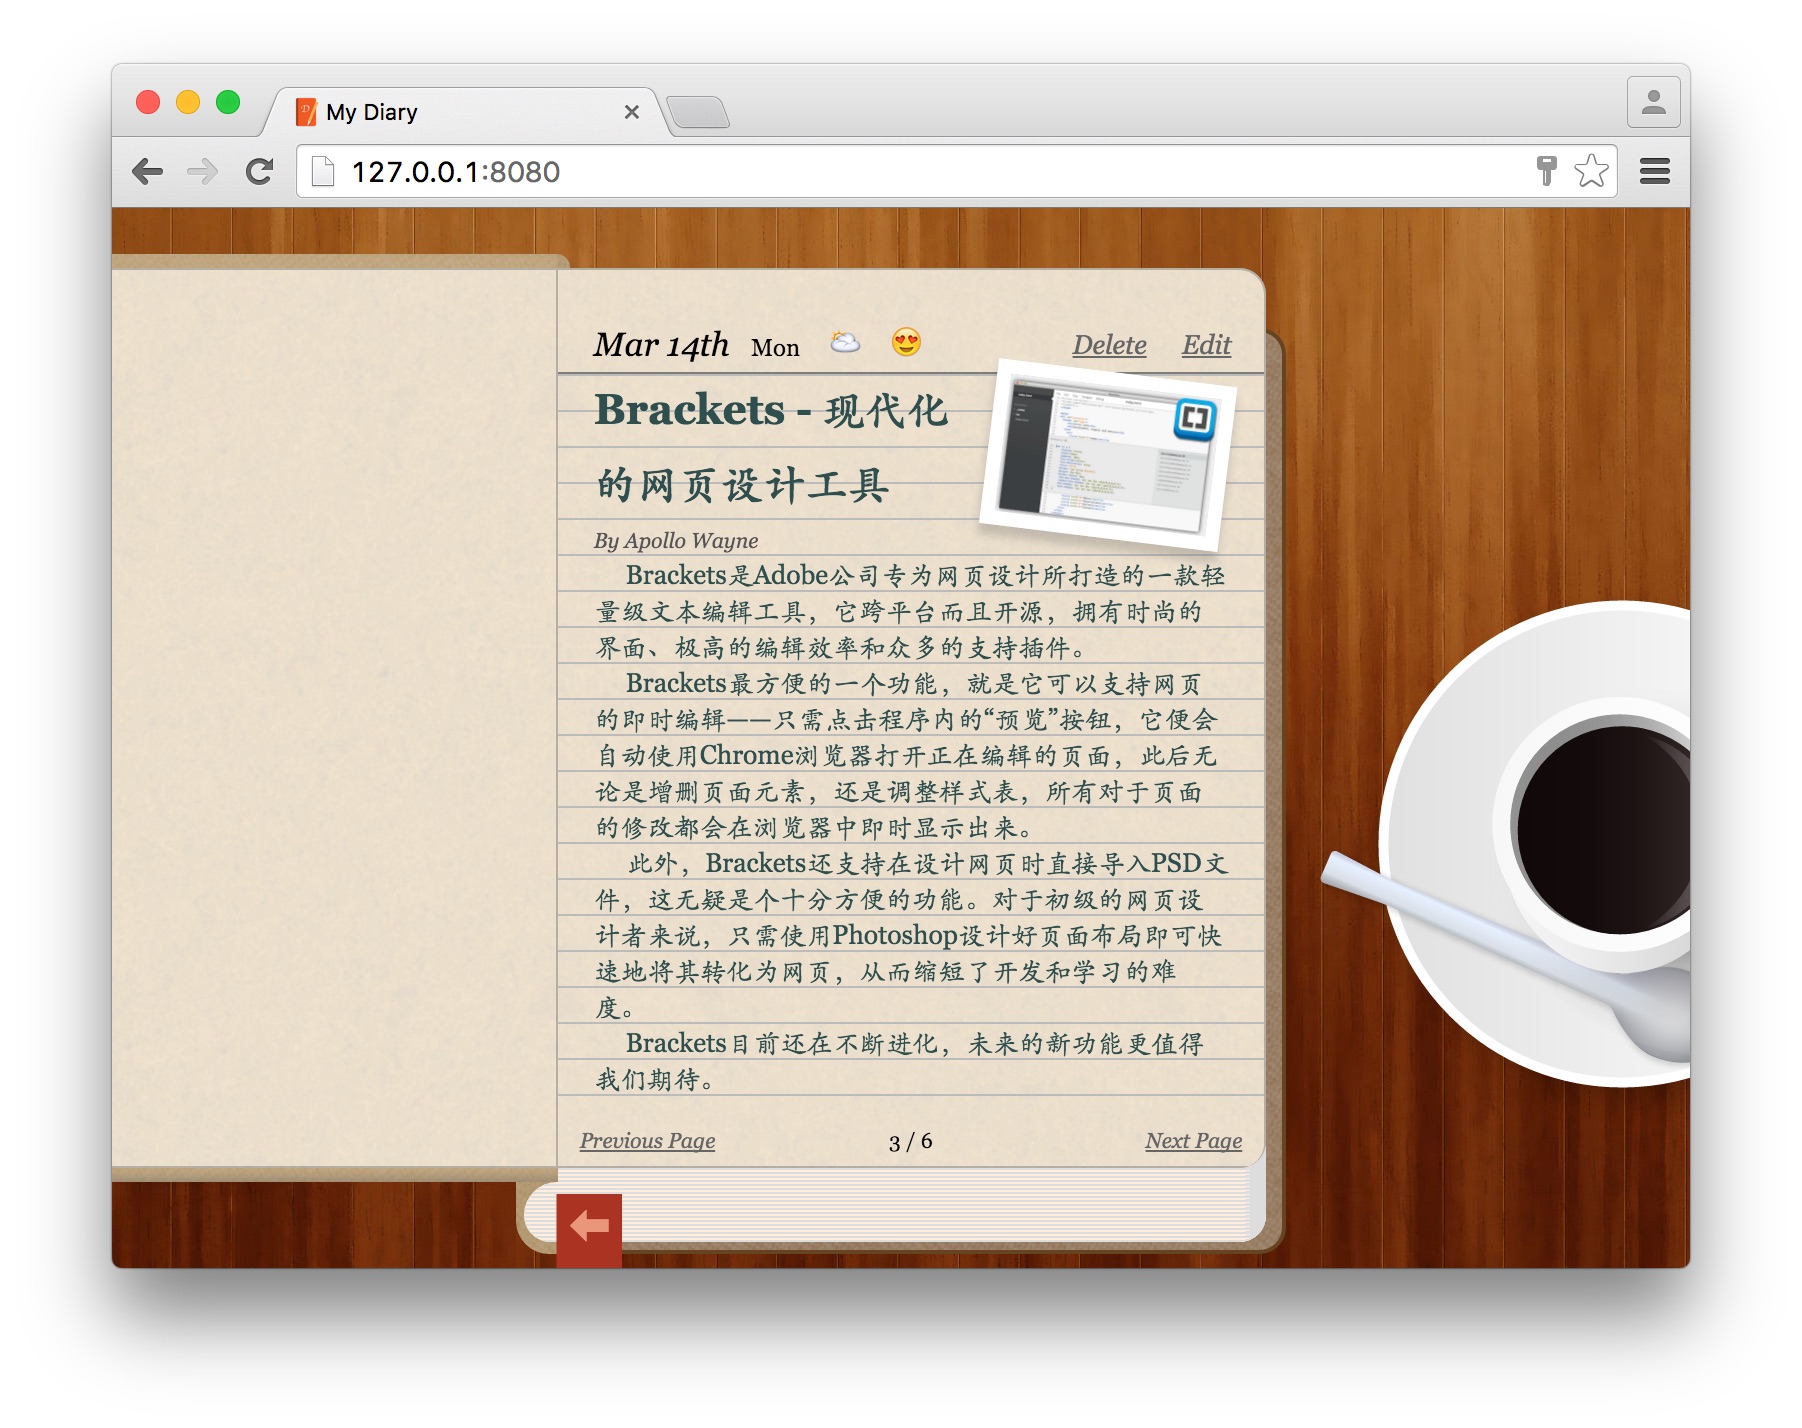 My Diary
127.0.0.1:8080
Mar 14th Mon Delete Edit
Brackets - 现代化
的网页设计工具
By Apollo Wayne
Brackets是Adobe公司专为网页设计所打造的一款轻
量级文本编辑工具，它跨平台而且开源，拥有时尚的
界面、极高的编辑效率和众多的支持插件。
Brackets最方便的一个功能，就是它可以支持网页
的即时编辑——只需点击程序内的“预览”按钮，它便会
自动使用Chrome浏览器打开正在编辑的页面，此后无
论是增删页面元素，还是调整样式表，所有对于页面
的修改都会在浏览器中即时显示出来。
此外，Brackets还支持在设计网页时直接导入PSD文
件，这无疑是个十分方便的功能。对于初级的网页设
计者来说，只需使用Photoshop设计好页面布局即可快
速地将其转化为网页，从而缩短了开发和学习的难
度。
Brackets目前还在不断进化，未来的新功能更值得
我们期待。
Previous Page 3 / 6 Next Page